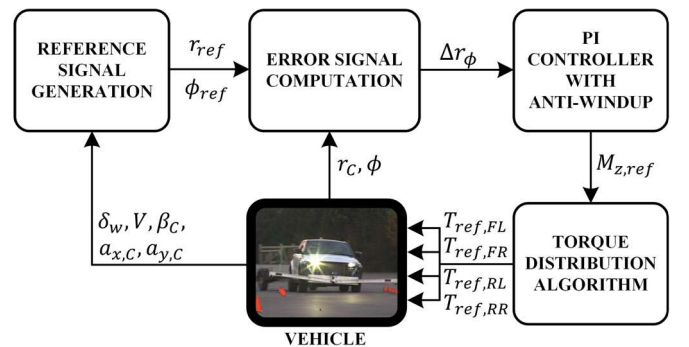 REFERENCE
SIGNAL
GENERATION
r_ref
ϕ_ref
ERROR SIGNAL
COMPUTATION
Δr_ϕ
PI
CONTROLLER
WITH
ANTI-WINDUP
M_z,ref
r_C, ϕ
δ_w, V, β_C,
a_x,C, a_y,C
T_ref,FL
T_ref,FR
T_ref,RL
T_ref,RR
TORQUE
DISTRIBUTION
ALGORITHM
VEHICLE